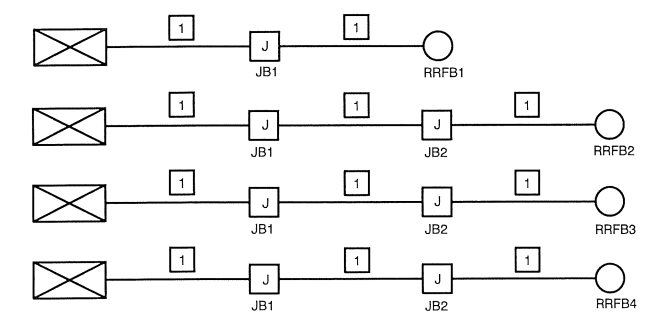 1 1
J
JB1 RRFB1
1 1 1
J J
JB1 JB2 RRFB2
1 1 1
J J
JB1 JB2 RRFB3
1 1 1
J J
JB1 JB2 RRFB4